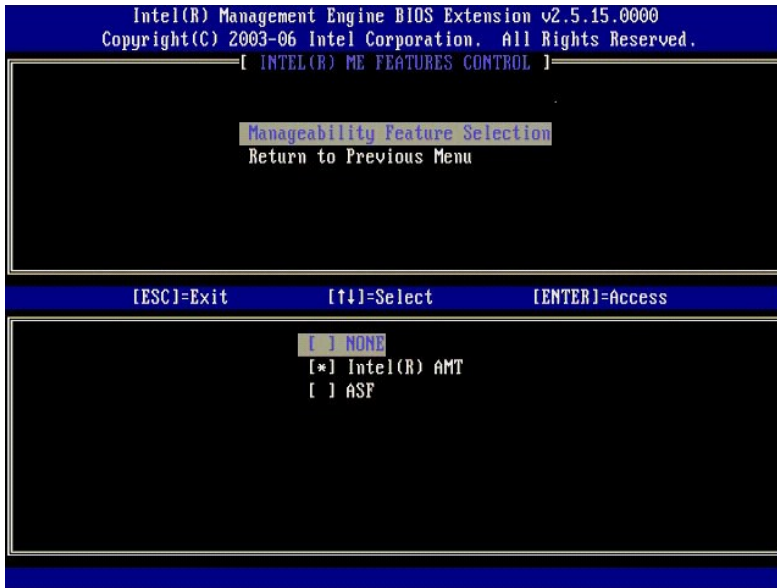 Intel(R) Management Engine BIOS Extension v2.5.15.0000
Copyright(C) 2003-06 Intel Corporation. All Rights Reserved.
[ INTEL(R) ME FEATURES CONTROL ]
Manageability Feature Selection
Return to Previous Menu
[ESC]=Exit [↑↓]=Select [ENTER]=Access
[ ] NONE
[*] Intel(R) AMT
[ ] ASF